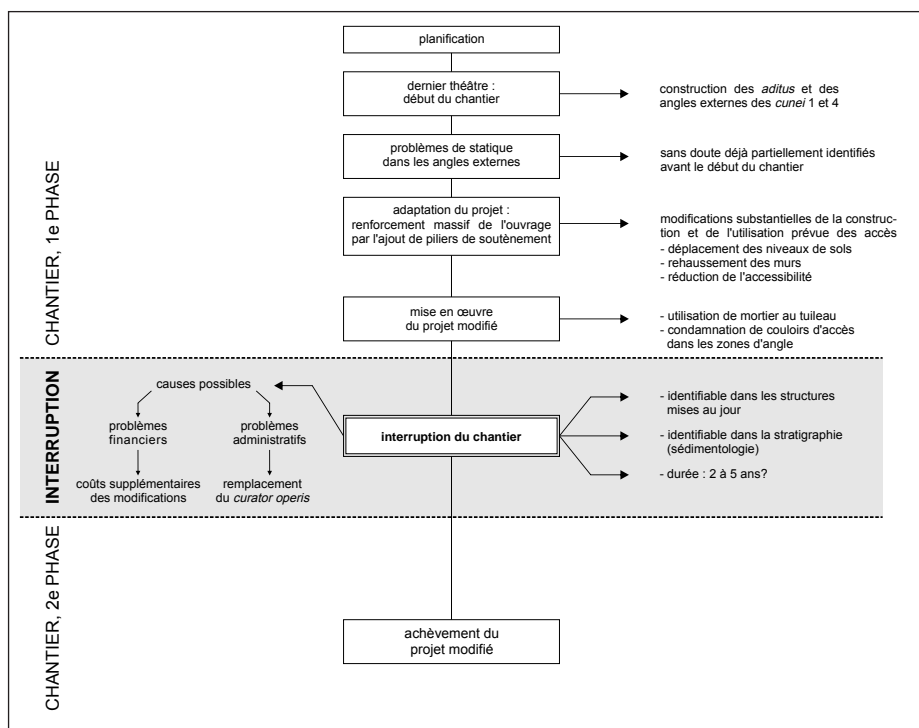 planification
dernier théâtre :
début du chantier
construction des aditus et des
angles externes des cunei 1 et 4
problèmes de statique
dans les angles externes
sans doute déjà partiellement identifiés
avant le début du chantier
adaptation du projet :
renforcement massif de l'ouvrage
par l'ajout de piliers de soutènement
modifications substantielles de la construc-
tion et de l'utilisation prévue des accès
- déplacement des niveaux de sols
- rehaussement des murs
- réduction de l'accessibilité
mise en œuvre
du projet modifié
- utilisation de mortier au tuileau
- condamnation de couloirs d'accès
dans les zones d'angle
CHANTIER, 1e PHASE
INTERRUPTION
causes possibles
problèmes
financiers
problèmes
administratifs
coûts supplémentaires
des modifications
remplacement
du curator operis
interruption du chantier
- identifiable dans les structures
mises au jour
- identifiable dans la stratigraphie
(sédimentologie)
- durée : 2 à 5 ans?
CHANTIER, 2e PHASE
achèvement du
projet modifié